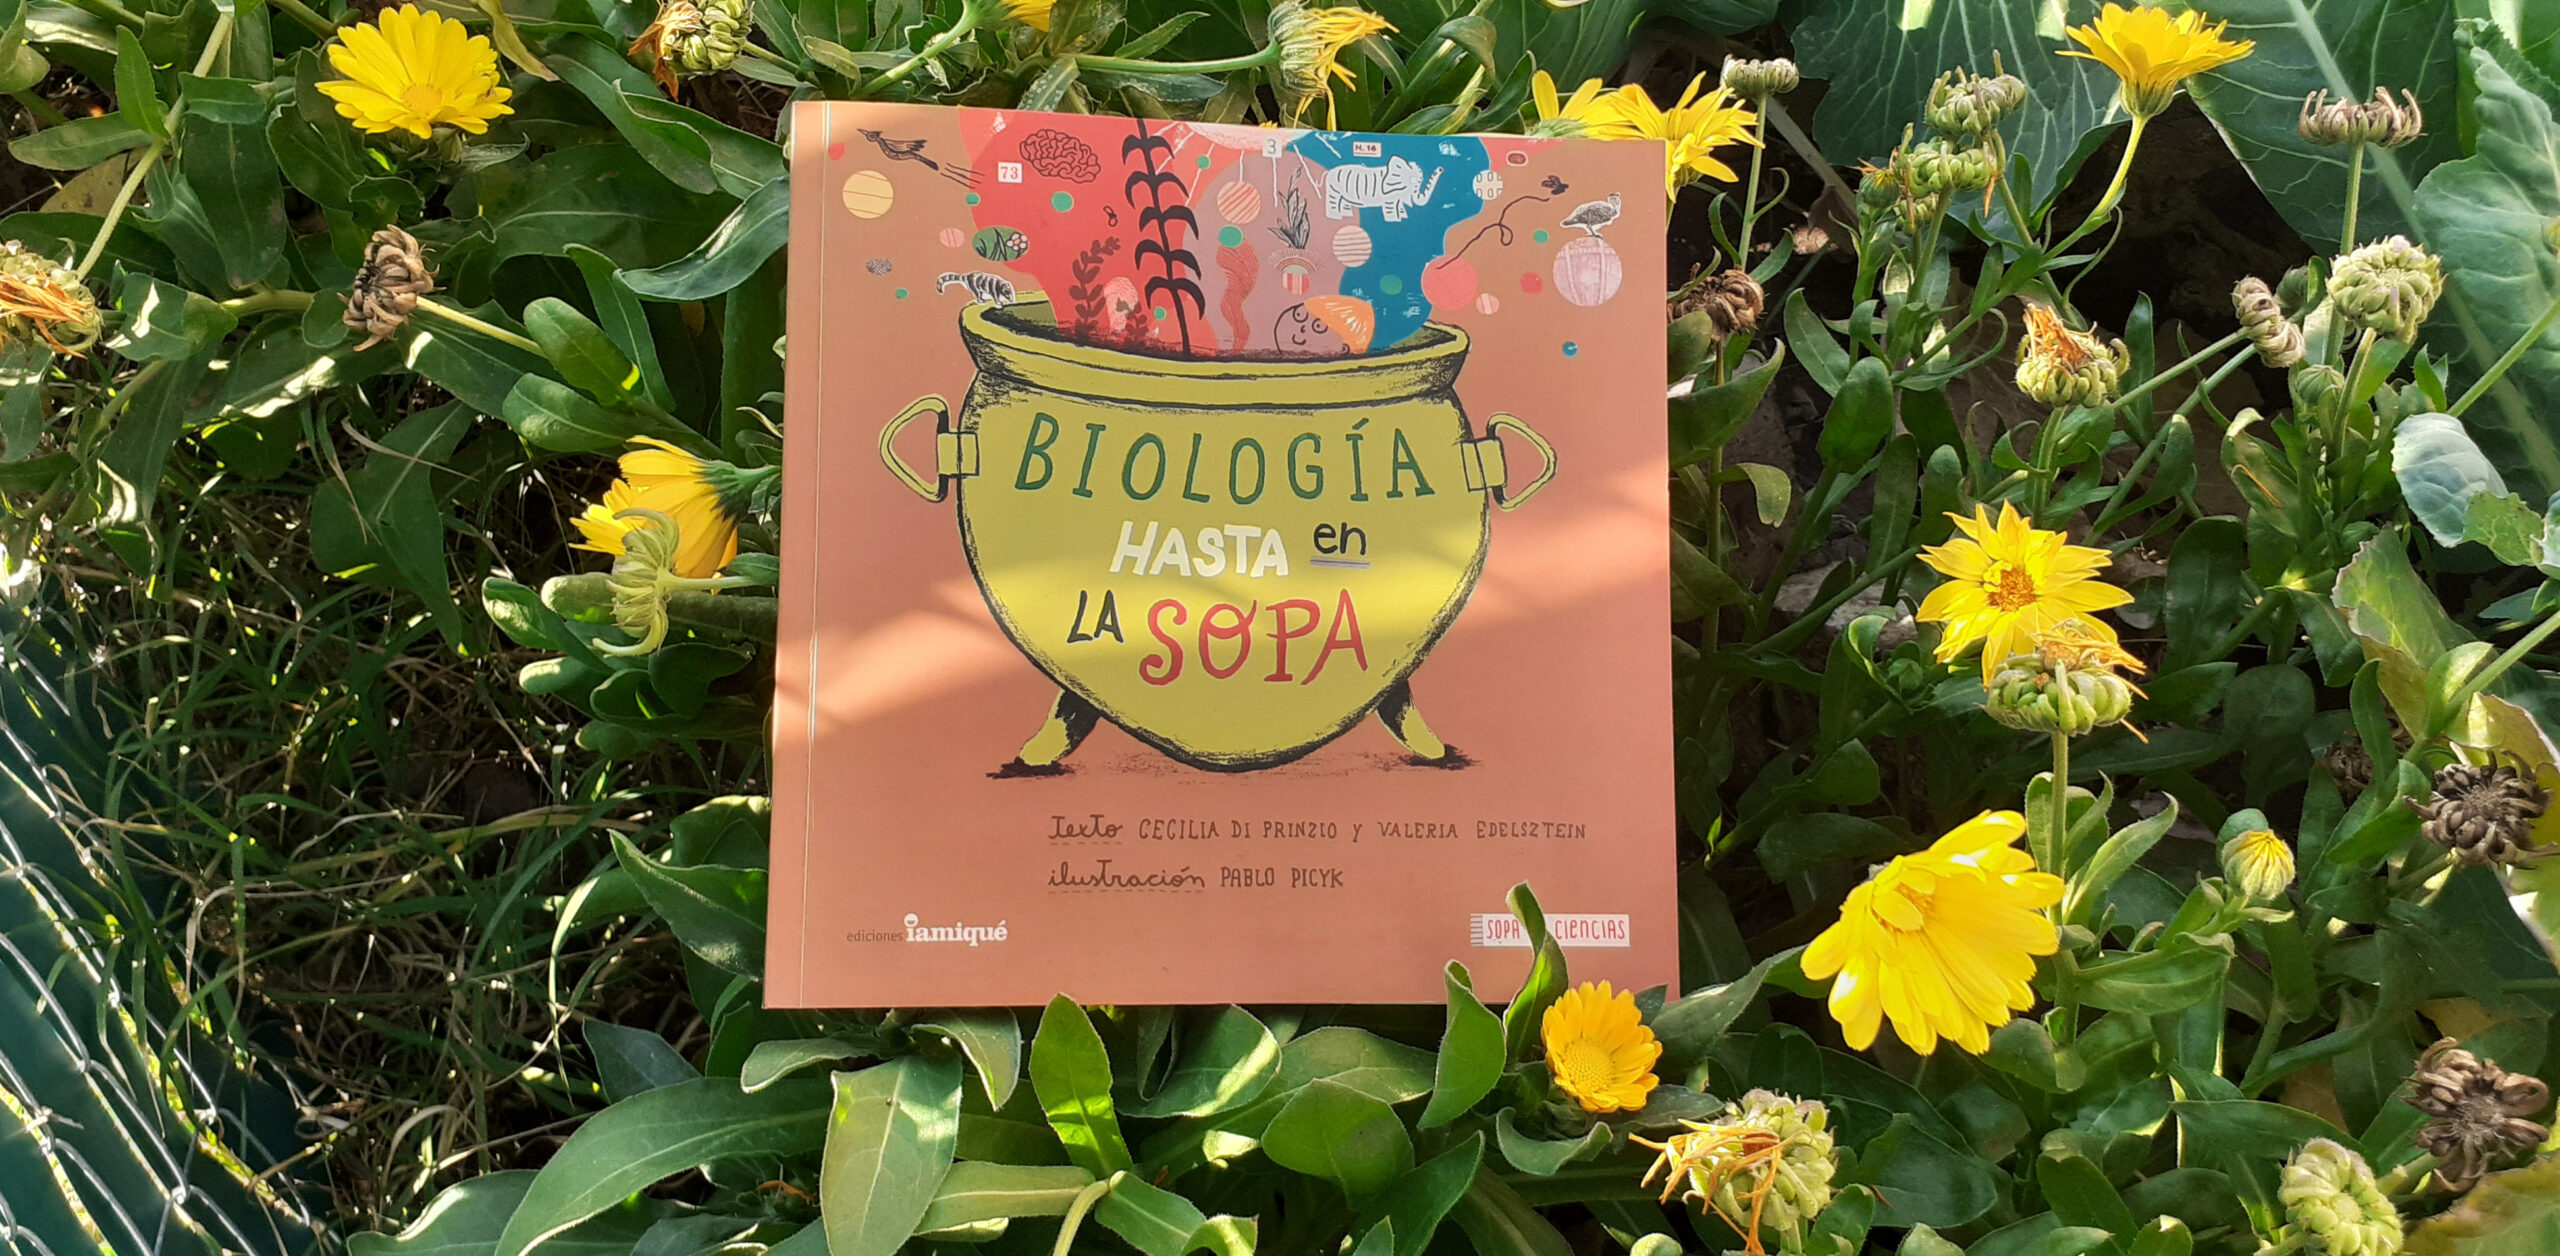 73
3
N. 16
BIOLOGÍA
HASTA en
LA SOPA
texto CECILIA DI PRINZIO y VALERIA EDELSZTEIN
ilustración PABLO PICYK
ediciones iamiqué
SOPA CIENCIAS